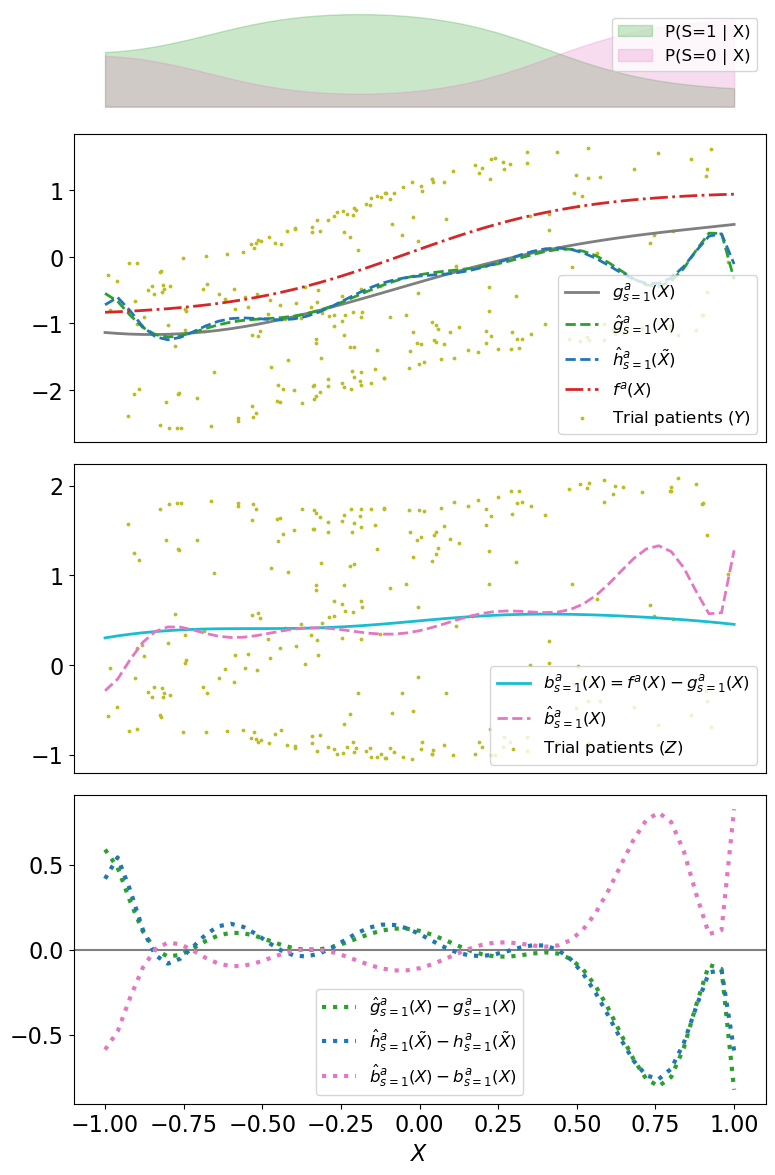 P(S=1 | X)
P(S=0 | X)
1
0
−1
−2
g^a_{s=1}(X)
ĝ^a_{s=1}(X)
ĥ^a_{s=1}(X̃)
f^a(X)
Trial patients (Y)
2
1
0
−1
b^a_{s=1}(X) = f^a(X) − g^a_{s=1}(X)
b̂^a_{s=1}(X)
Trial patients (Z)
0.5
0.0
−0.5
ĝ^a_{s=1}(X) − g^a_{s=1}(X)
ĥ^a_{s=1}(X̃) − h^a_{s=1}(X̃)
b̂^a_{s=1}(X) − b^a_{s=1}(X)
−1.00 −0.75 −0.50 −0.25 0.00 0.25 0.50 0.75 1.00
X